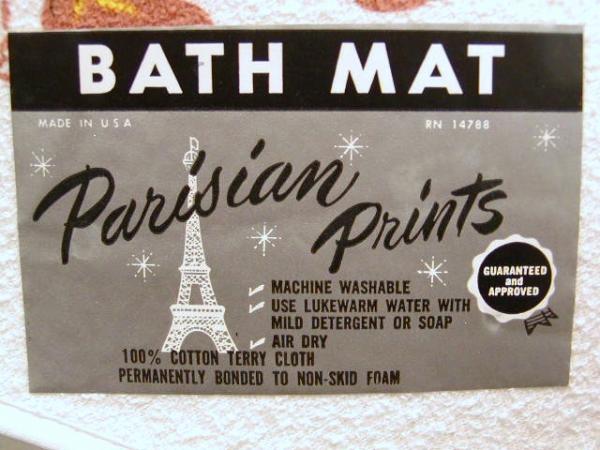 BATH MAT
MADE IN USA
RN 14788
Parisian
Prints
GUARANTEED
and
APPROVED
MACHINE WASHABLE
USE LUKEWARM WATER WITH
MILD DETERGENT OR SOAP
AIR DRY
100% COTTON TERRY CLOTH
PERMANENTLY BONDED TO NON-SKID FOAM